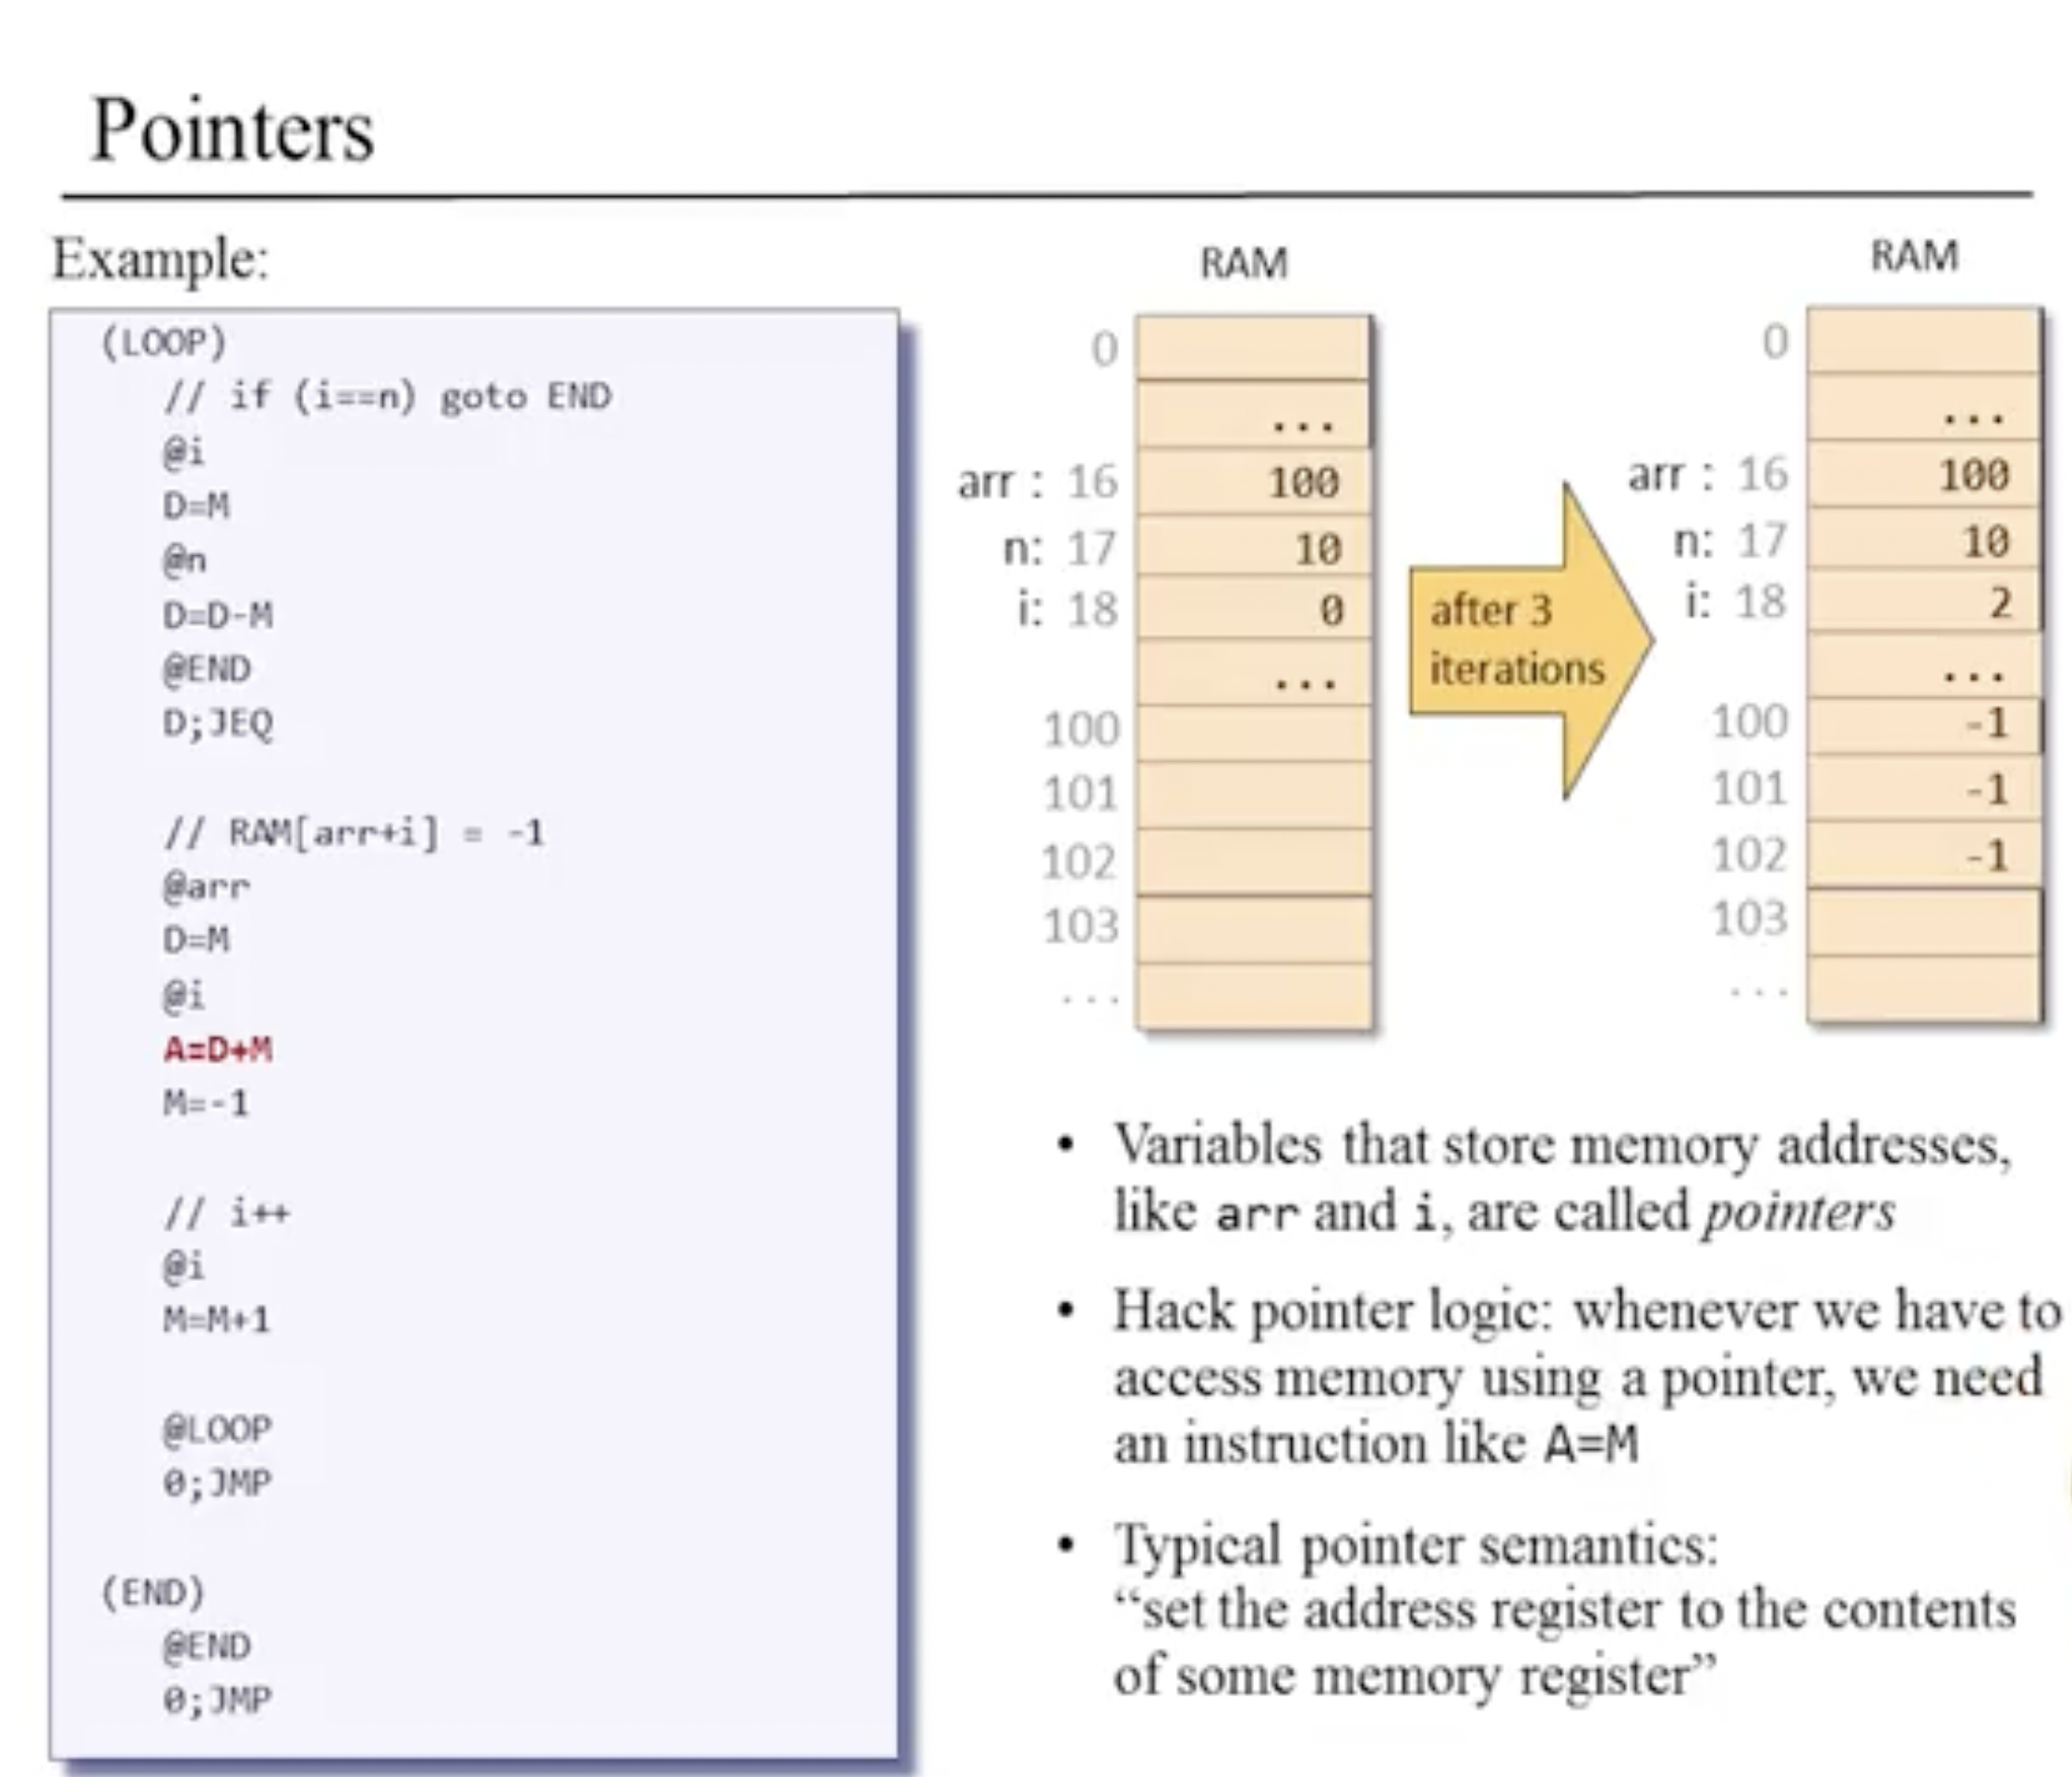 Pointers
Example:
(LOOP)
// if (i==n) goto END
@i
D=M
@n
D=D-M
@END
D;JEQ
// RAM[arr+i] = -1
@arr
D=M
@i
A=D+M
M=-1
// i++
@i
M=M+1
@LOOP
0;JMP
(END)
@END
0;JMP
RAM
0
...
arr : 16 100
n: 17 10
i: 18 0
...
100
101
102
103
...
after 3
iterations
RAM
0
...
arr : 16 100
n: 17 10
i: 18 2
...
100 -1
101 -1
102 -1
103
...
• Variables that store memory addresses,
like arr and i, are called pointers
• Hack pointer logic: whenever we have to
access memory using a pointer, we need
an instruction like A=M
• Typical pointer semantics:
“set the address register to the contents
of some memory register”